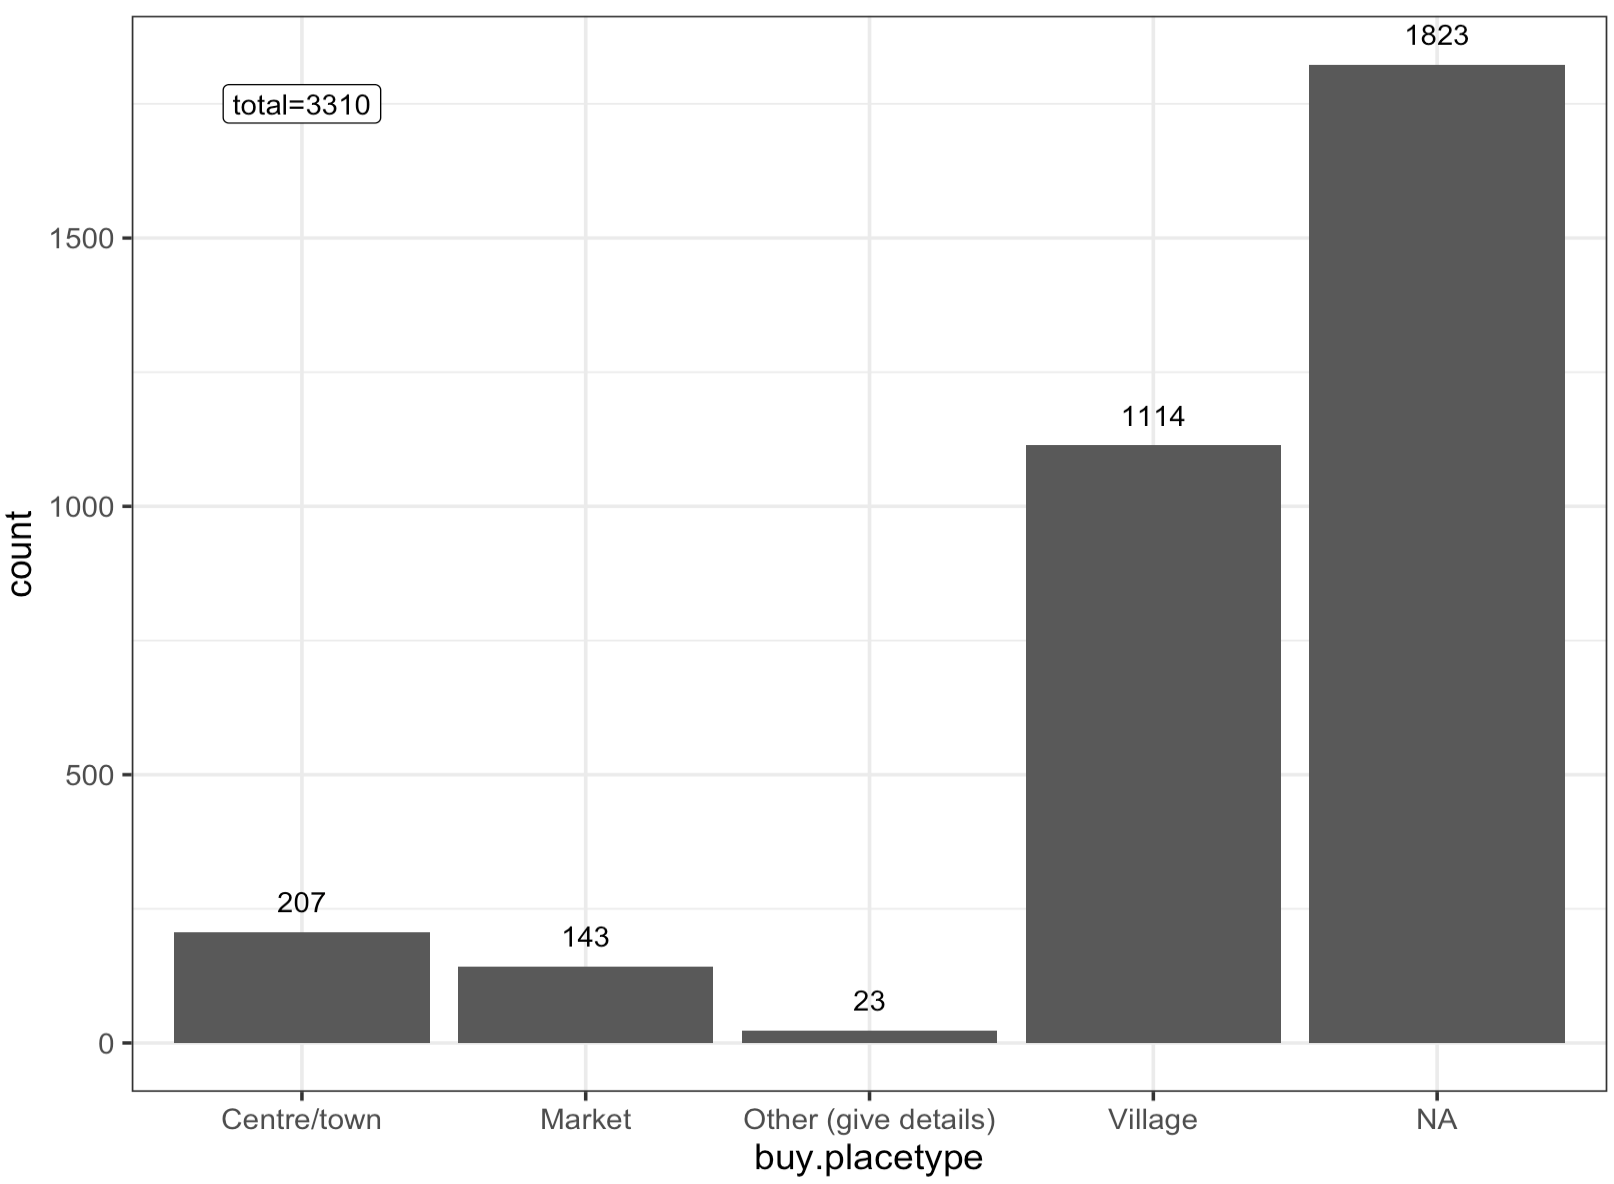 1823
total=3310
1500
1114
1000
count
500
207
143
23
0
Centre/town
Market
Other (give details)
Village
NA
buy.placetype